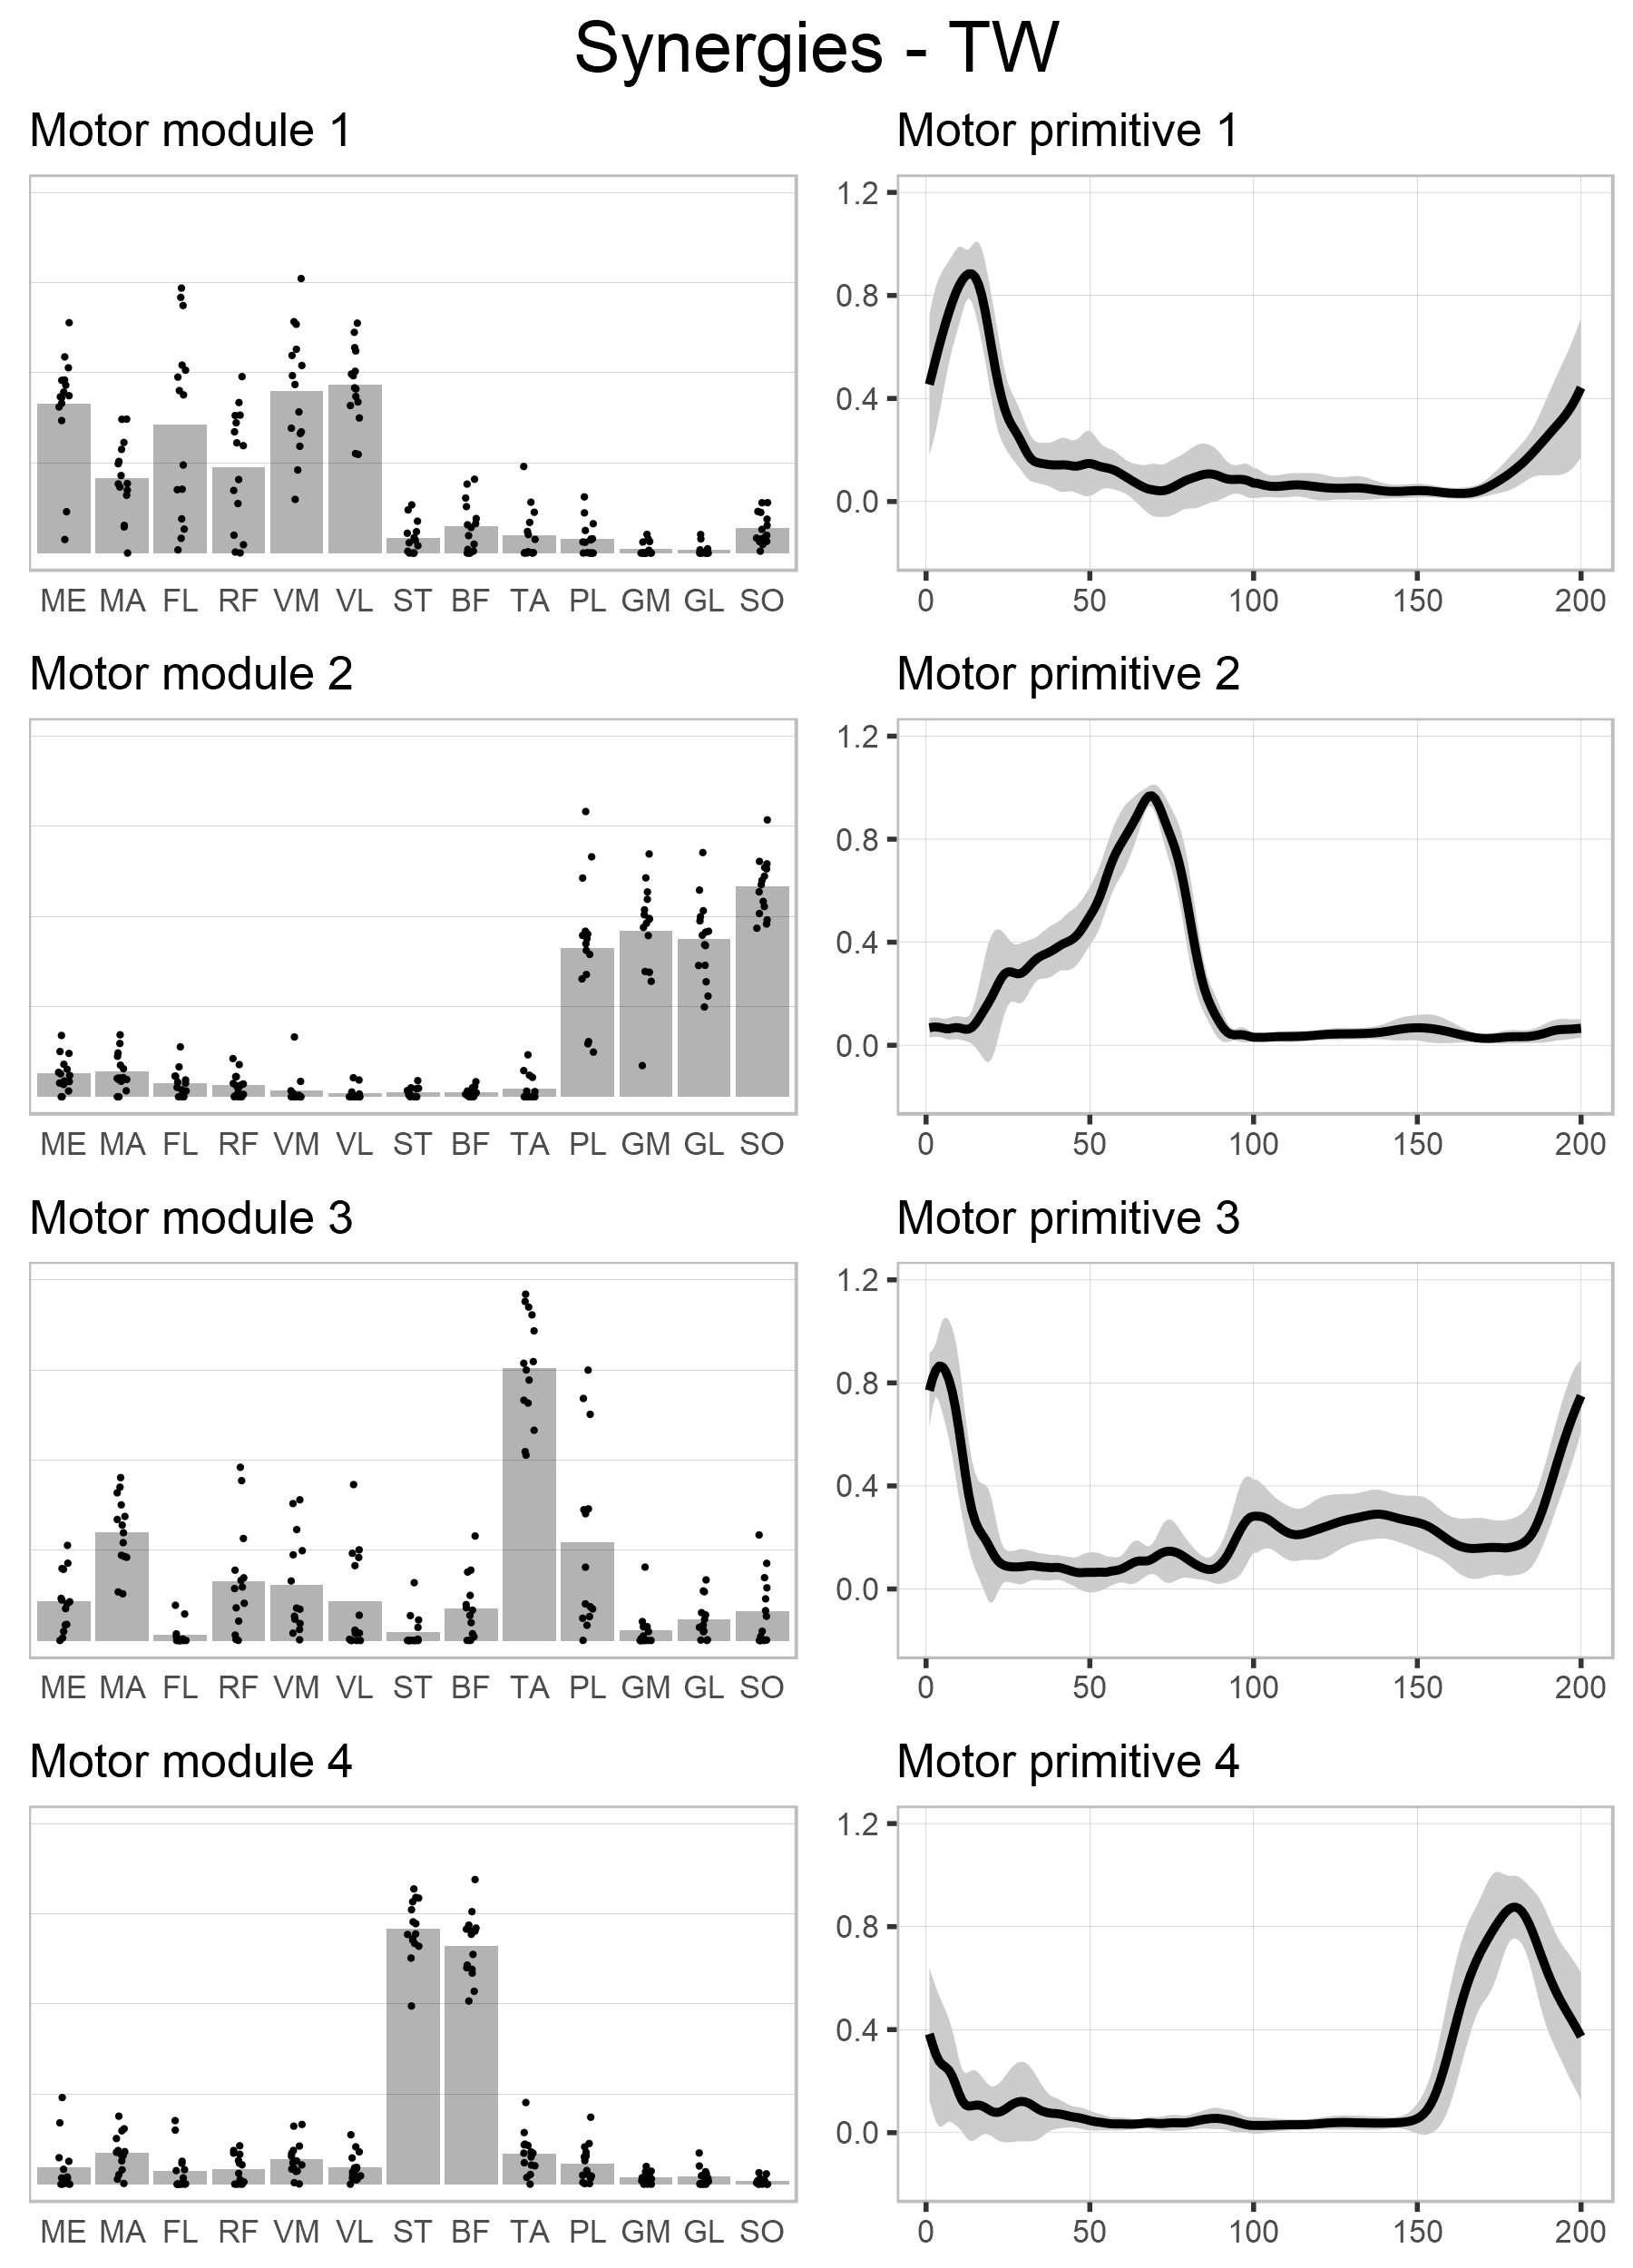 Synergies - TW
Motor module 1
Motor primitive 1
1.2
0.8
0.4
0.0
ME MA FL RF VM VL ST BF TA PL GM GL SO
0 50 100 150 200
Motor module 2
Motor primitive 2
1.2
0.8
0.4
0.0
ME MA FL RF VM VL ST BF TA PL GM GL SO
0 50 100 150 200
Motor module 3
Motor primitive 3
1.2
0.8
0.4
0.0
ME MA FL RF VM VL ST BF TA PL GM GL SO
0 50 100 150 200
Motor module 4
Motor primitive 4
1.2
0.8
0.4
0.0
ME MA FL RF VM VL ST BF TA PL GM GL SO
0 50 100 150 200